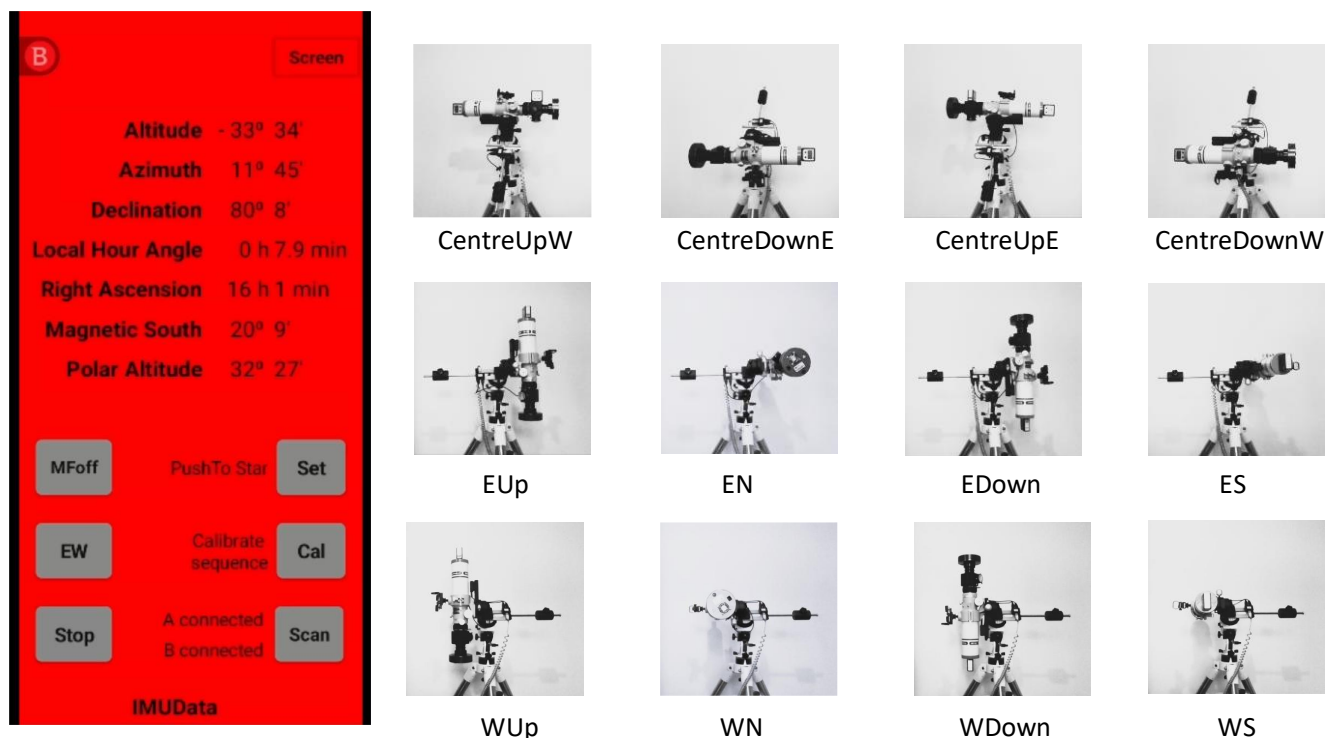 B
Screen
Altitude - 33º 34'
Azimuth 11º 45'
Declination 80º 8'
Local Hour Angle 0 h 7.9 min
Right Ascension 16 h 1 min
Magnetic South 20º 9'
Polar Altitude 32º 27'
MFoff PushTo Star Set
EW Calibrate
sequence Cal
Stop A connected
B connected Scan
IMUData
CentreUpW CentreDownE CentreUpE CentreDownW
EUp EN EDown ES
WUp WN WDown WS